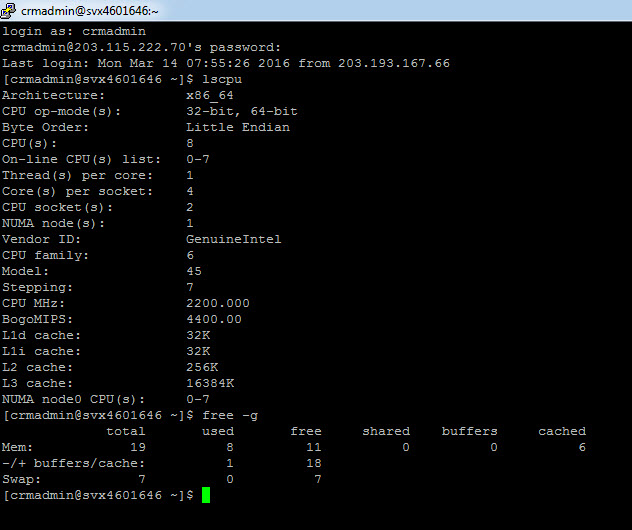 crmadmin@svx4601646:~
login as: crmadmin
crmadmin@203.115.222.70's password:
Last login: Mon Mar 14 07:55:26 2016 from 203.193.167.66
[crmadmin@svx4601646 ~]$ lscpu
Architecture:          x86_64
CPU op-mode(s):        32-bit, 64-bit
Byte Order:            Little Endian
CPU(s):                8
On-line CPU(s) list:   0-7
Thread(s) per core:    1
Core(s) per socket:    4
CPU socket(s):         2
NUMA node(s):          1
Vendor ID:             GenuineIntel
CPU family:            6
Model:                 45
Stepping:              7
CPU MHz:               2200.000
BogoMIPS:              4400.00
L1d cache:             32K
L1i cache:             32K
L2 cache:              256K
L3 cache:              16384K
NUMA node0 CPU(s):     0-7
[crmadmin@svx4601646 ~]$ free -g
             total       used       free     shared    buffers     cached
Mem:            19          8         11          0          0          6
-/+ buffers/cache:          1         18
Swap:            7          0          7
[crmadmin@svx4601646 ~]$